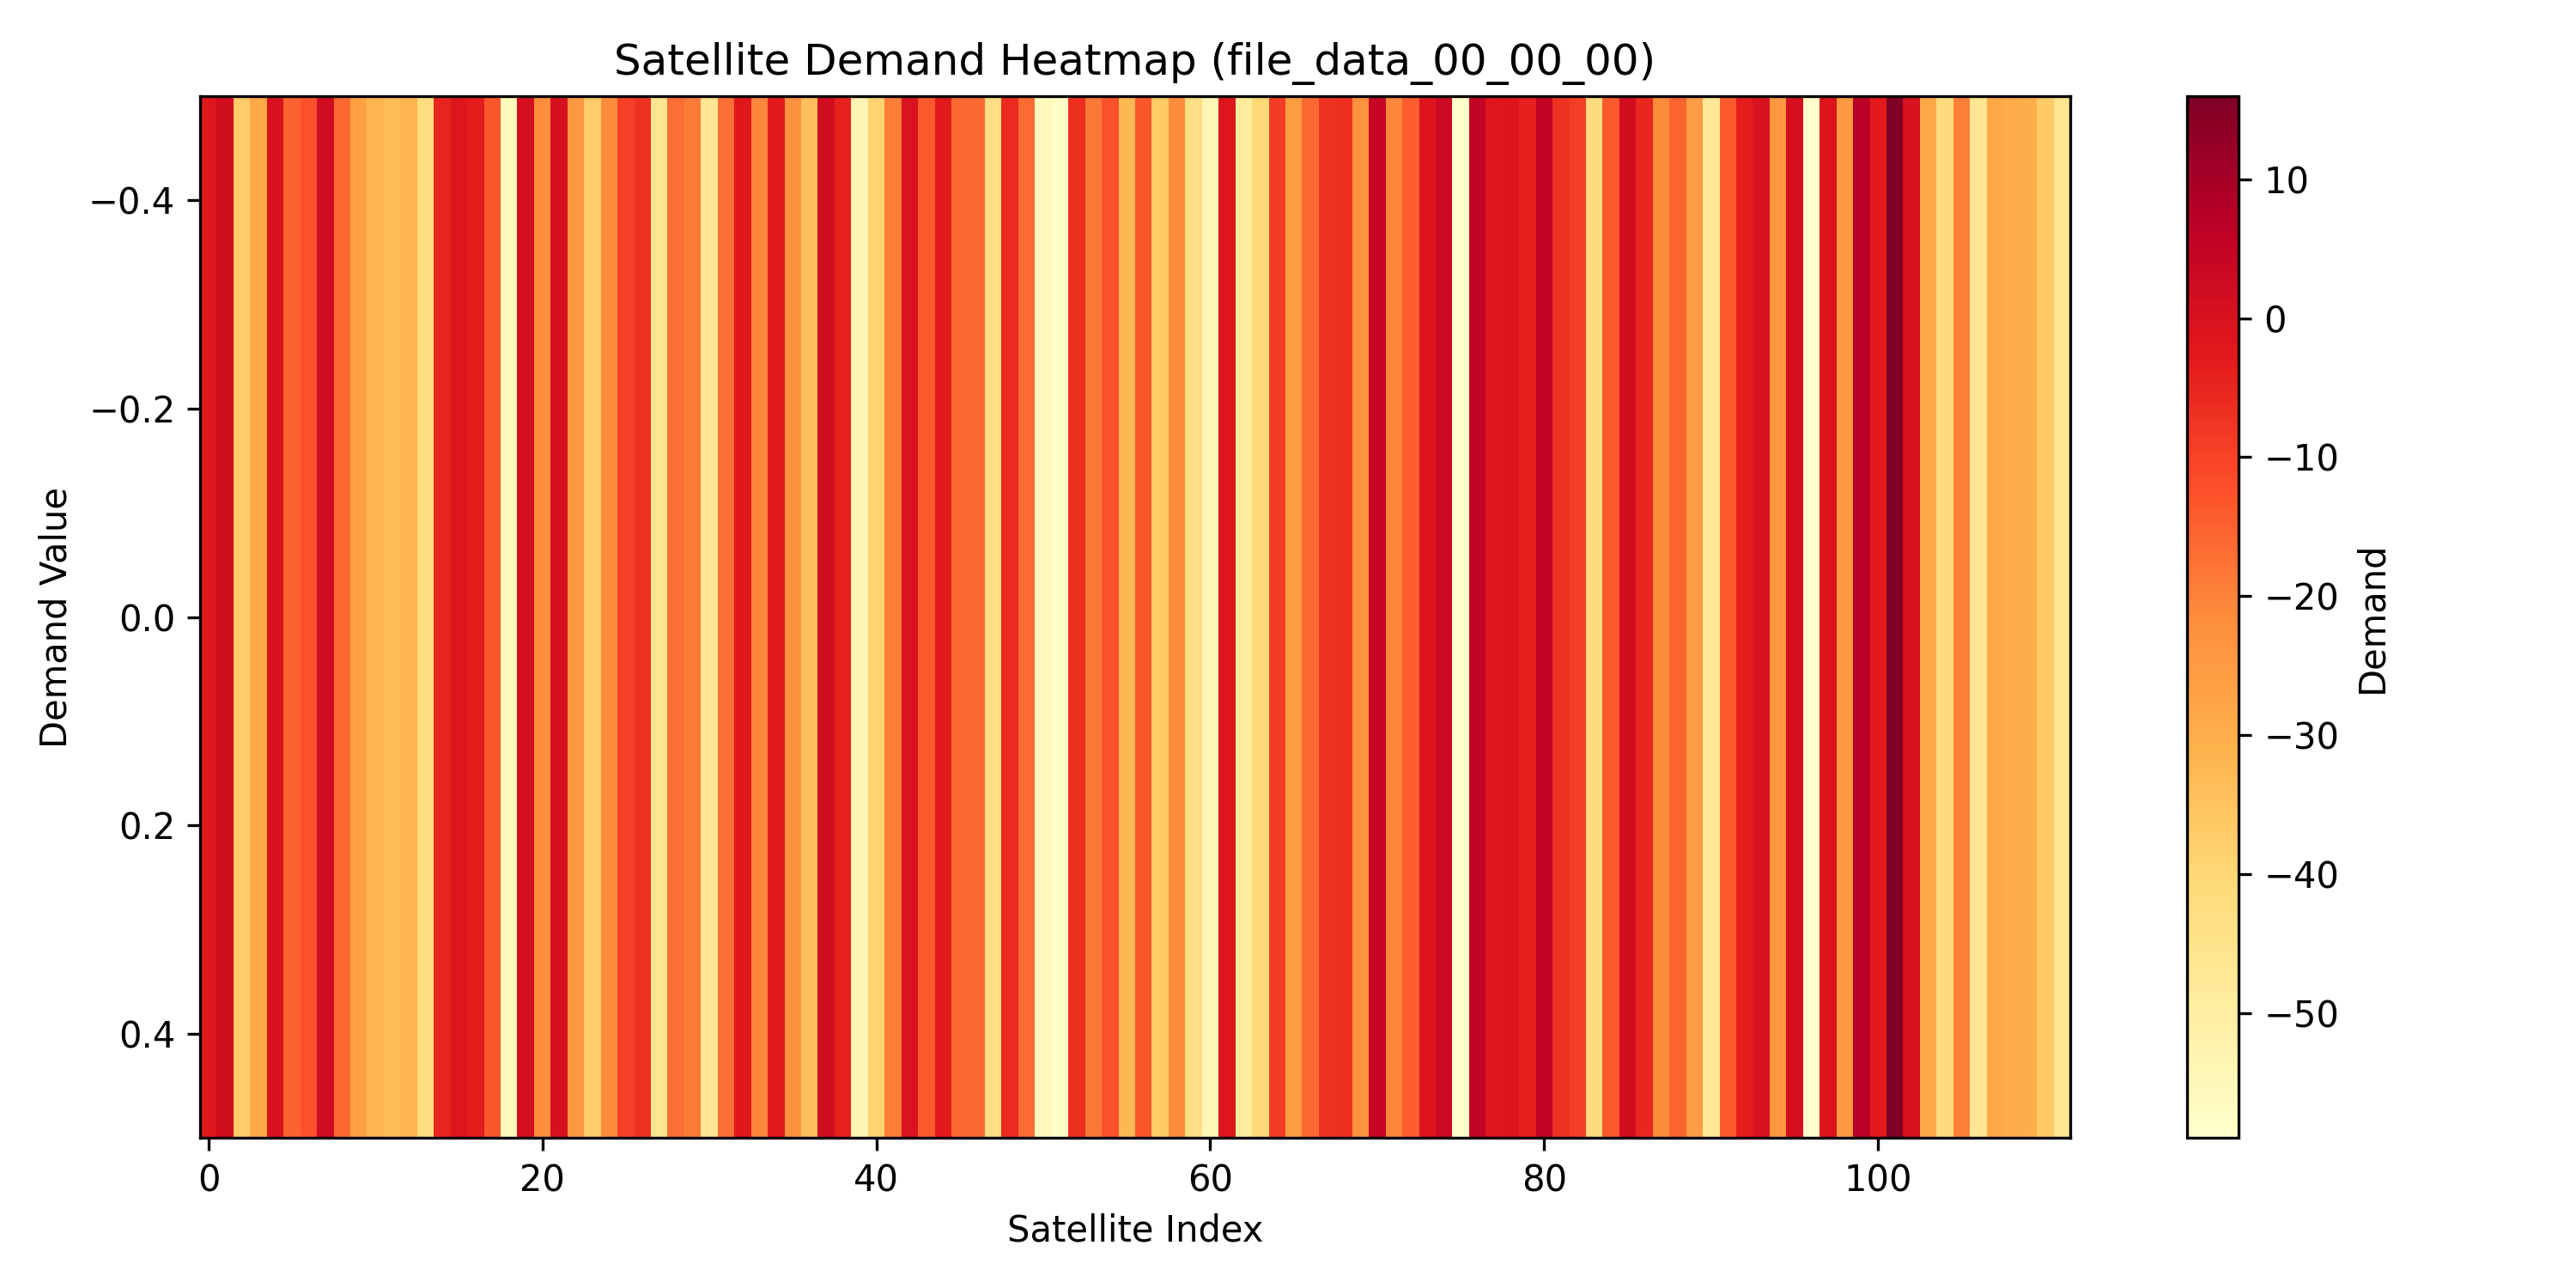 Satellite Demand Heatmap (file_data_00_00_00)
Demand Value
−0.4
−0.2
0.0
0.2
0.4
0 20 40 60 80 100
Satellite Index
10
0
−10
−20
−30
−40
−50
Demand